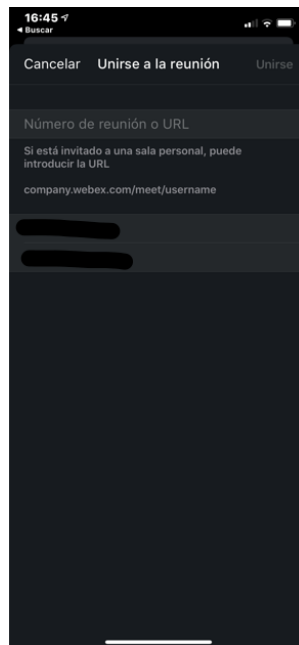 16:45
Buscar
Cancelar Unirse a la reunión Unirse
Número de reunión o URL
Si está invitado a una sala personal, puede
introducir la URL
company.webex.com/meet/username